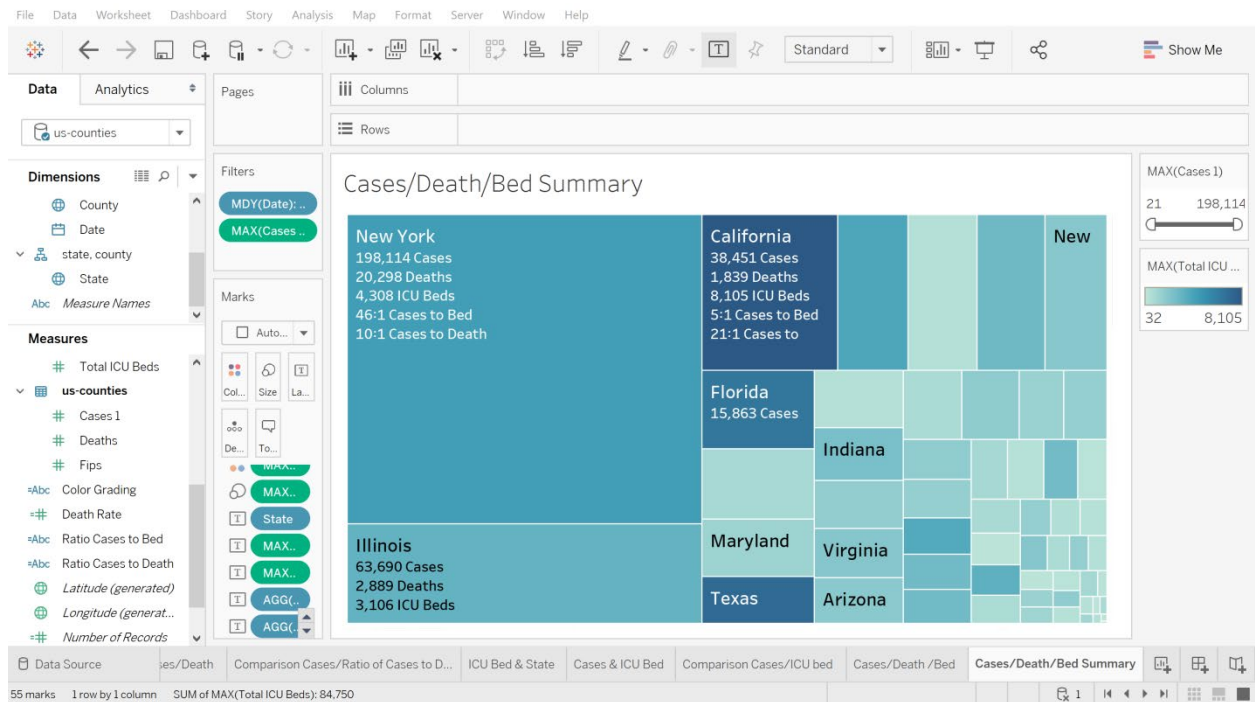 File Data Worksheet Dashboard Story Analysis Map Format Server Window Help
Standard
Show Me
Data Analytics
us-counties
Dimensions
County
Date
state, county
State
Abc Measure Names
Measures
# Total ICU Beds
us-counties
# Cases 1
# Deaths
# Fips
=Abc Color Grading
=# Death Rate
=Abc Ratio Cases to Bed
=Abc Ratio Cases to Death
Latitude (generated)
Longitude (generat...
=# Number of Records
Pages
Filters
MDY(Date): ..
MAX(Cases ..
Marks
Auto...
Col... Size La...
De... To...
MAX..
MAX..
State
MAX..
MAX..
AGG(..
AGG(..
Columns
Rows
Cases/Death/Bed Summary
New York
198,114 Cases
20,298 Deaths
4,308 ICU Beds
46:1 Cases to Bed
10:1 Cases to Death
Illinois
63,690 Cases
2,889 Deaths
3,106 ICU Beds
California
38,451 Cases
1,839 Deaths
8,105 ICU Beds
5:1 Cases to Bed
21:1 Cases to
New
Florida
15,863 Cases
Indiana
Maryland
Virginia
Texas
Arizona
MAX(Cases 1)
21 198,114
MAX(Total ICU ...
32 8,105
Data Source ses/Death Comparison Cases/Ratio of Cases to D... ICU Bed & State Cases & ICU Bed Comparison Cases/ICU bed Cases/Death /Bed Cases/Death/Bed Summary
55 marks 1 row by 1 column SUM of MAX(Total ICU Beds): 84,750
1